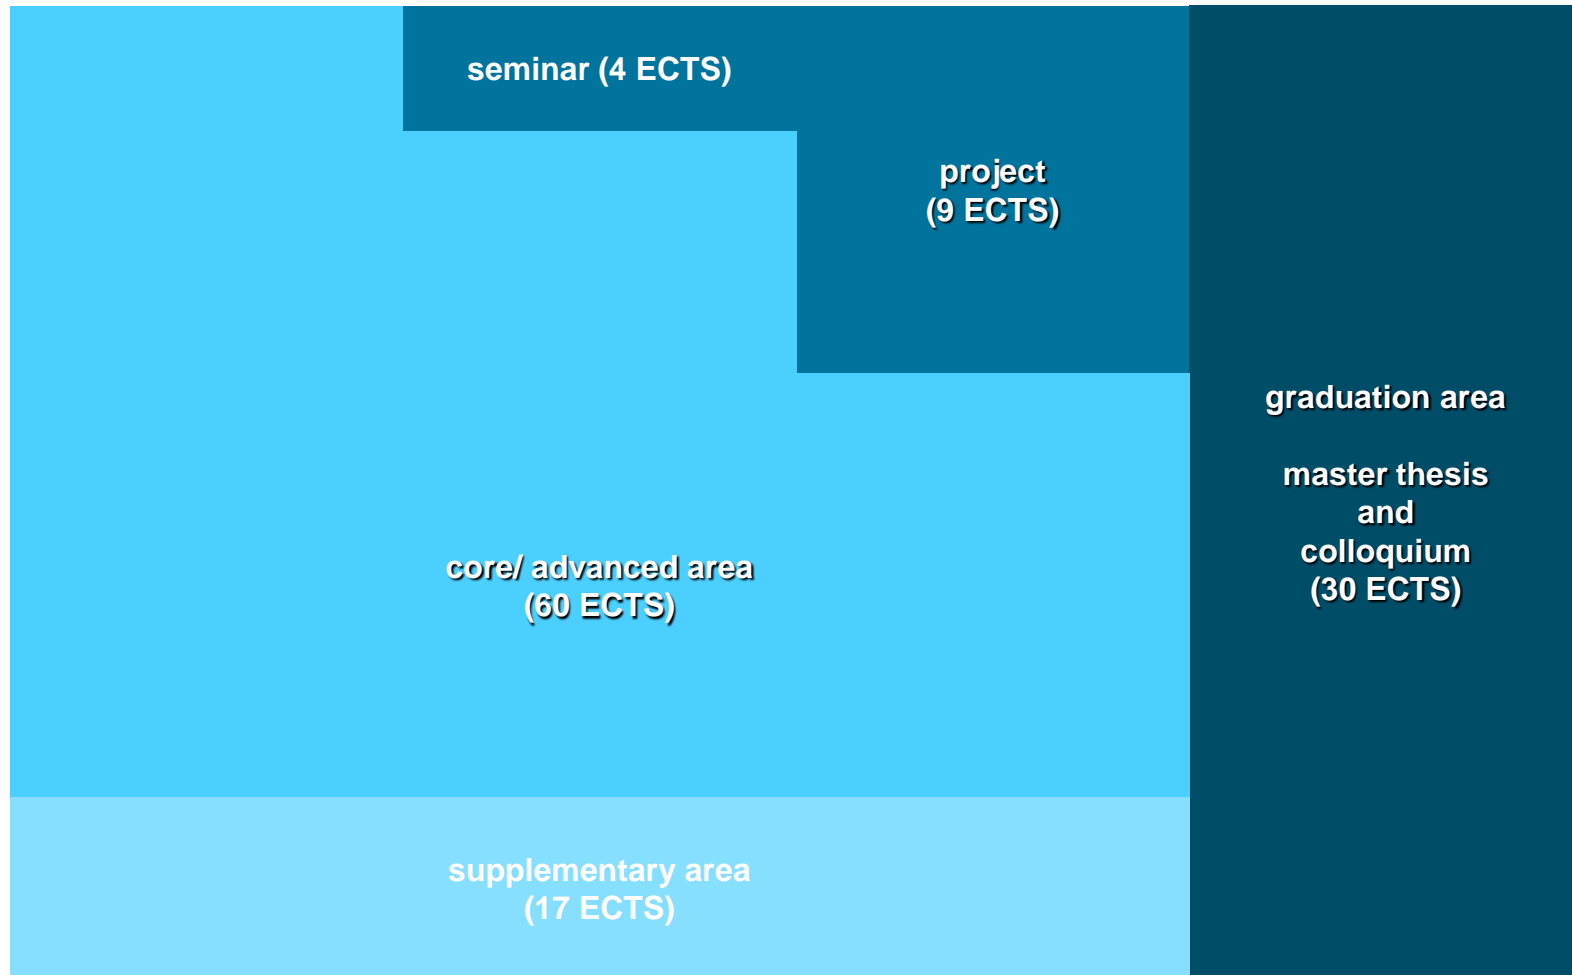 seminar (4 ECTS)
project
(9 ECTS)
graduation area
master thesis
and
colloquium
(30 ECTS)
core/ advanced area
(60 ECTS)
supplementary area
(17 ECTS)